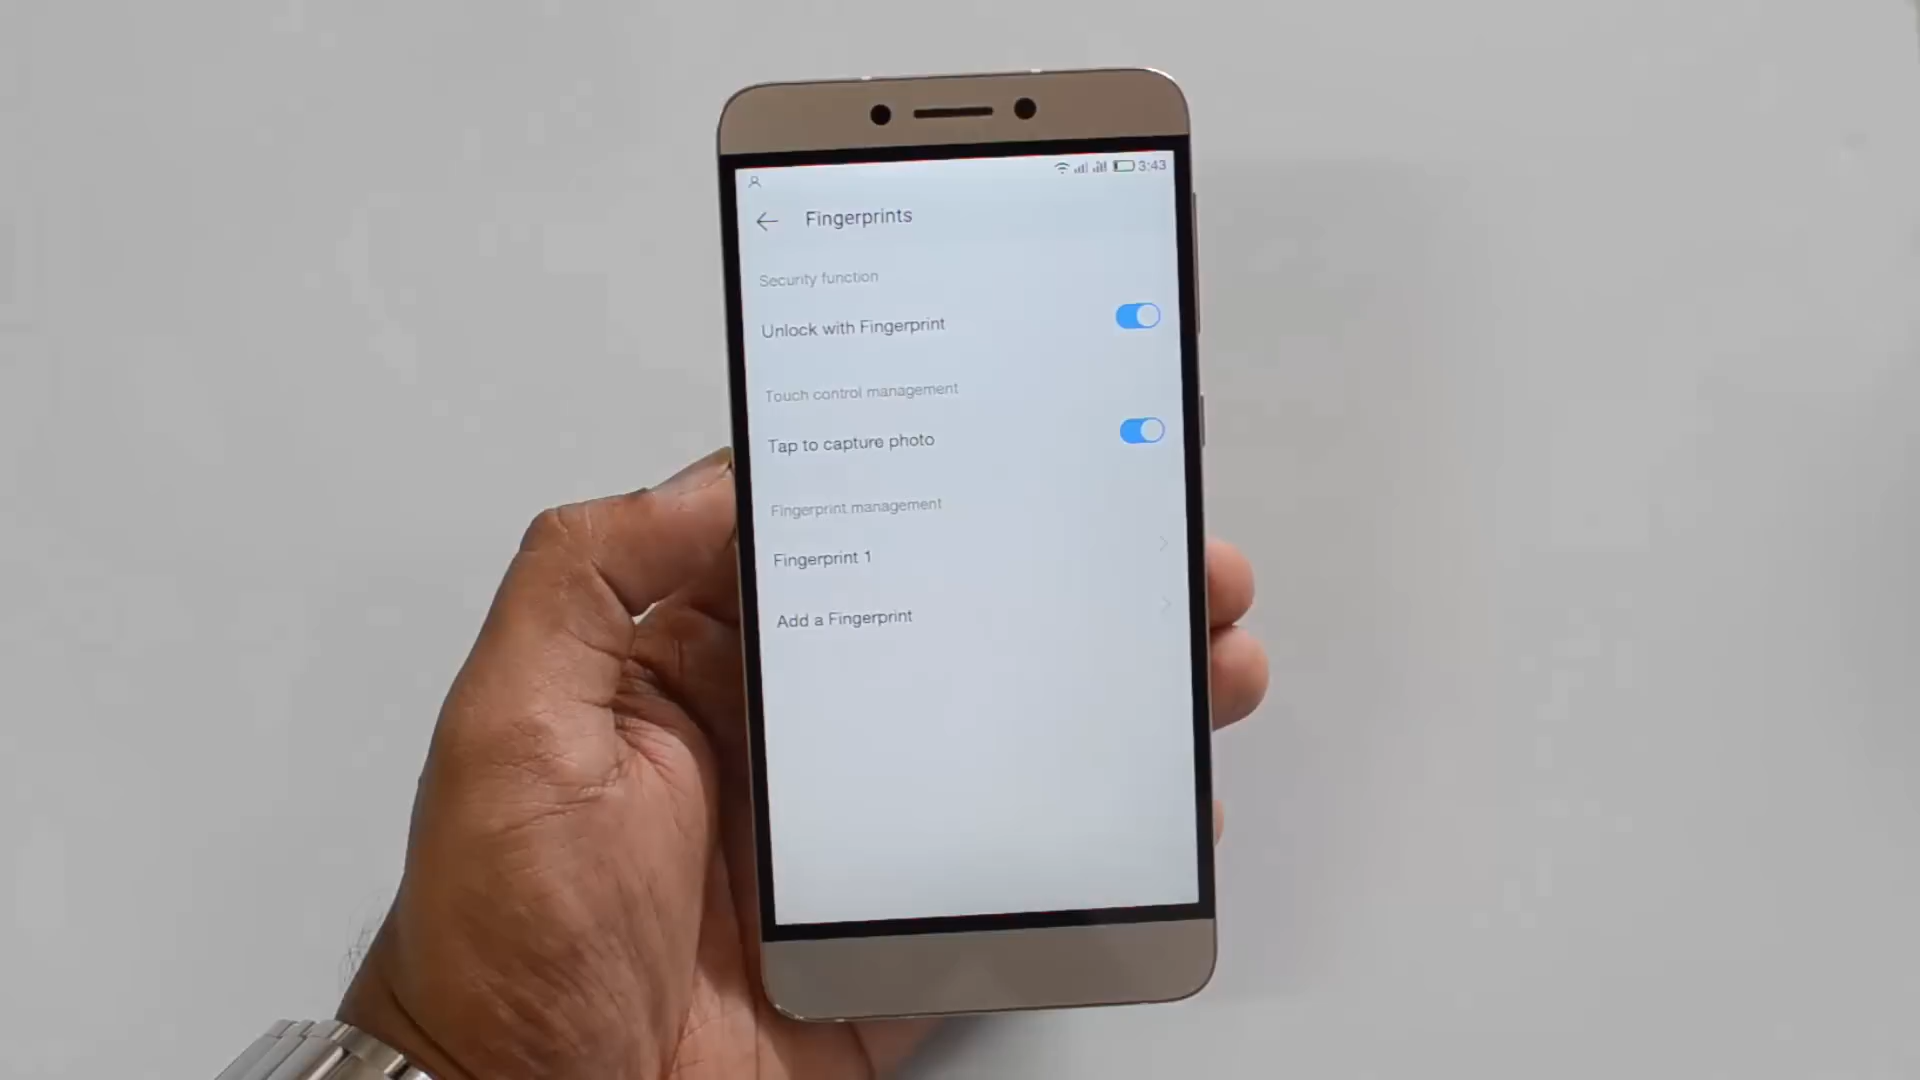 3:43
Fingerprints
Security function
Unlock with Fingerprint
Touch control management
Tap to capture photo
Fingerprint management
Fingerprint 1
Add a Fingerprint